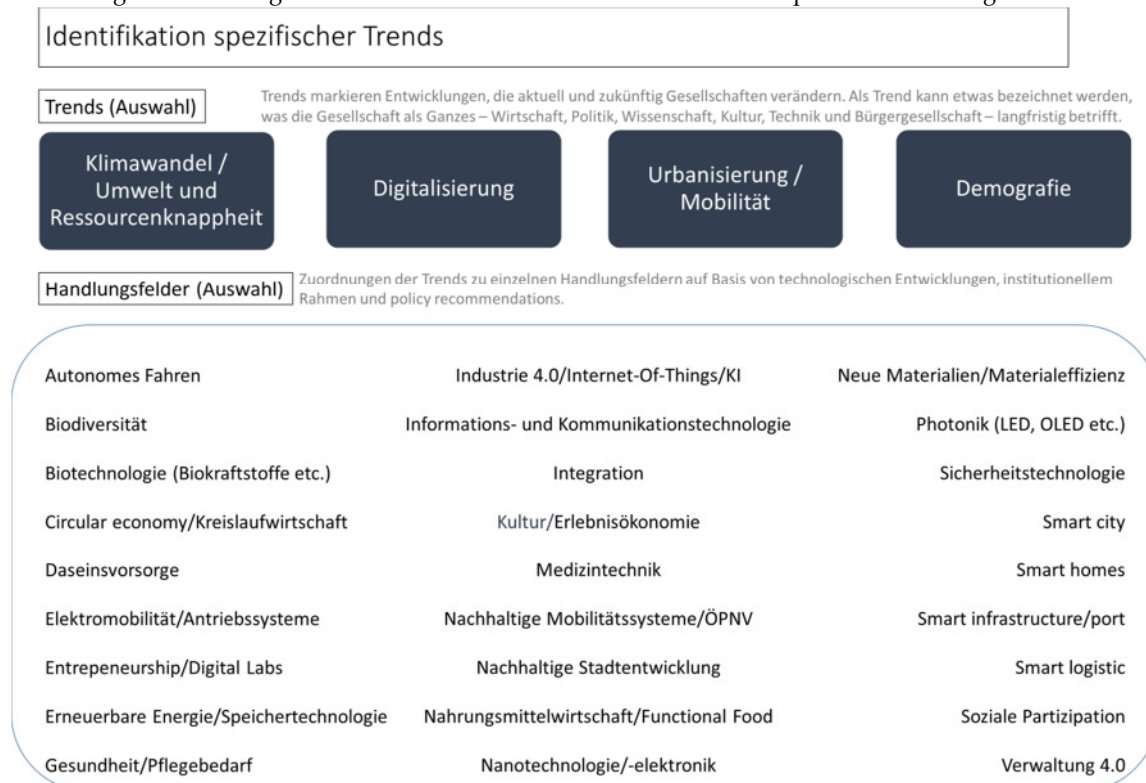 Identifikation spezifischer Trends
Trends (Auswahl)
Trends markieren Entwicklungen, die aktuell und zukünftig Gesellschaften verändern. Als Trend kann etwas bezeichnet werden,
was die Gesellschaft als Ganzes – Wirtschaft, Politik, Wissenschaft, Kultur, Technik und Bürgergesellschaft – langfristig betrifft.
Klimawandel /
Umwelt und
Ressourcenknappheit
Digitalisierung
Urbanisierung /
Mobilität
Demografie
Handlungsfelder (Auswahl)
Zuordnungen der Trends zu einzelnen Handlungsfeldern auf Basis von technologischen Entwicklungen, institutionellem
Rahmen und policy recommendations.
Autonomes Fahren
Biodiversität
Biotechnologie (Biokraftstoffe etc.)
Circular economy/Kreislaufwirtschaft
Daseinsvorsorge
Elektromobilität/Antriebssysteme
Entrepeneurship/Digital Labs
Erneuerbare Energie/Speichertechnologie
Gesundheit/Pflegebedarf
Industrie 4.0/Internet-Of-Things/KI
Informations- und Kommunikationstechnologie
Integration
Kultur/Erlebnisökonomie
Medizintechnik
Nachhaltige Mobilitätssysteme/ÖPNV
Nachhaltige Stadtentwicklung
Nahrungsmittelwirtschaft/Functional Food
Nanotechnologie/-elektronik
Neue Materialien/Materialeffizienz
Photonik (LED, OLED etc.)
Sicherheitstechnologie
Smart city
Smart homes
Smart infrastructure/port
Smart logistic
Soziale Partizipation
Verwaltung 4.0